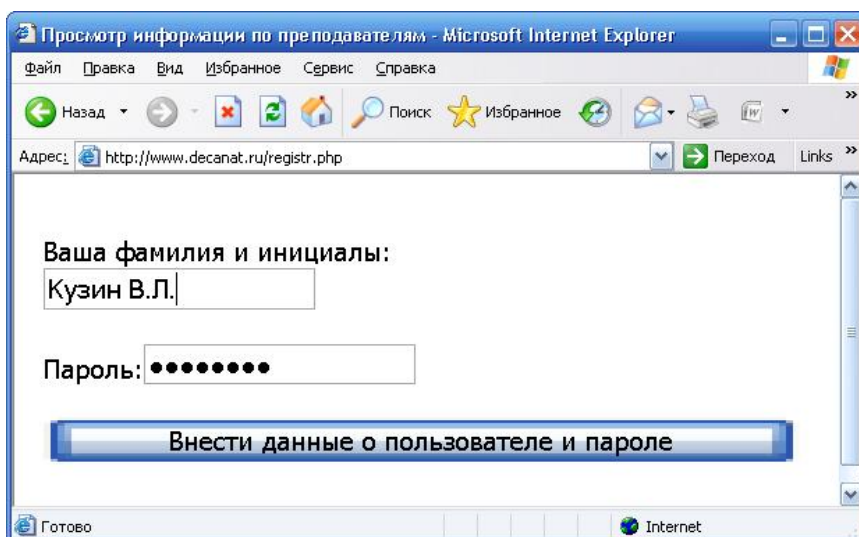 Просмотр информации по преподавателям - Microsoft Internet Explorer
Файл Правка Вид Избранное Сервис Справка
Назад Поиск Избранное »
Адрес: http://www.decanat.ru/registr.php Переход Links »
Ваша фамилия и инициалы:
Кузин В.Л.
Пароль: ●●●●●●●●
Внести данные о пользователе и пароле
Готово Internet